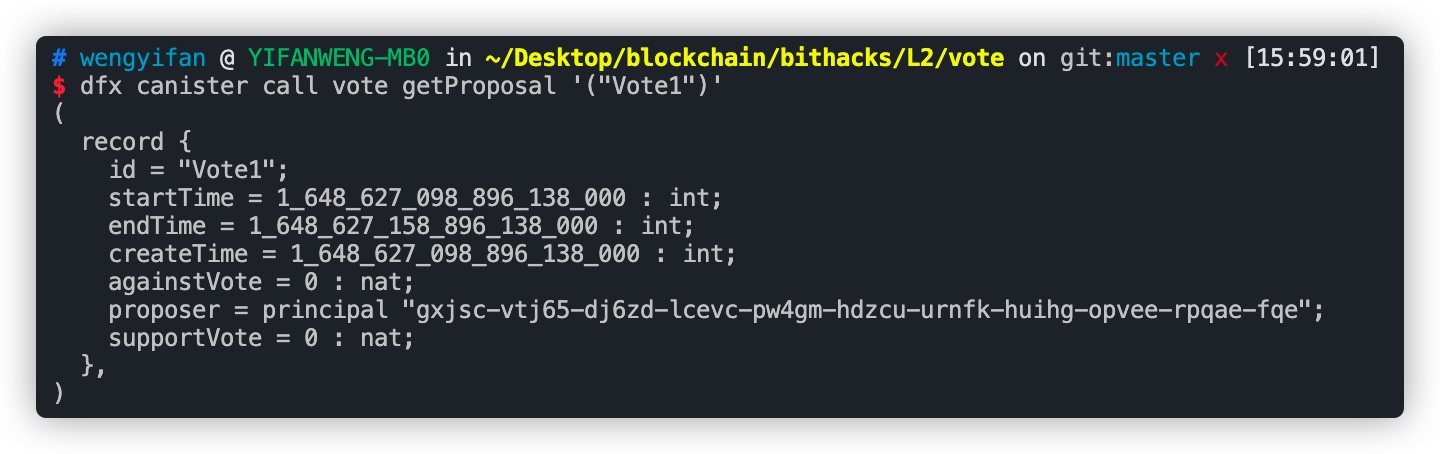 # wengyifan @ YIFANWENG-MB0 in ~/Desktop/blockchain/bithacks/L2/vote on git:master x [15:59:01]
$ dfx canister call vote getProposal '("Vote1")'
(
  record {
    id = "Vote1";
    startTime = 1_648_627_098_896_138_000 : int;
    endTime = 1_648_627_158_896_138_000 : int;
    createTime = 1_648_627_098_896_138_000 : int;
    againstVote = 0 : nat;
    proposer = principal "gxjsc-vtj65-dj6zd-lcevc-pw4gm-hdzcu-urnfk-huihg-opvee-rpqae-fqe";
    supportVote = 0 : nat;
  },
)